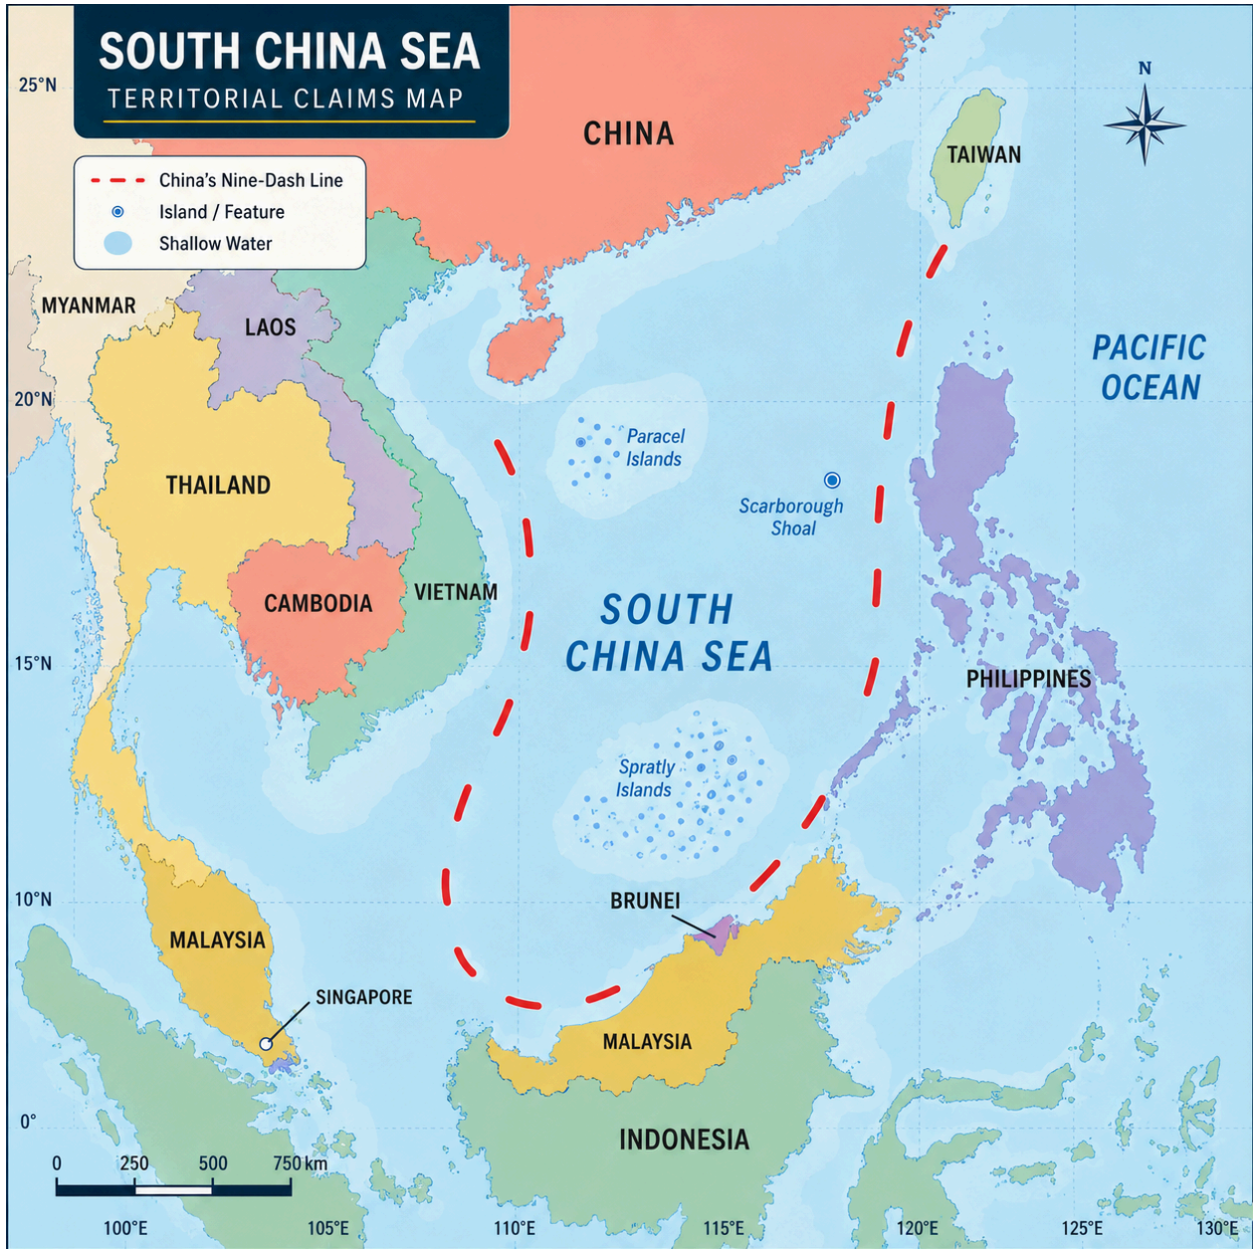 SOUTH CHINA SEA
TERRITORIAL CLAIMS MAP
China's Nine-Dash Line
Island / Feature
Shallow Water
N
25°N
20°N
15°N
10°N
0°
CHINA
TAIWAN
MYANMAR
LAOS
PACIFIC
OCEAN
Paracel
Islands
THAILAND
Scarborough
Shoal
CAMBODIA
VIETNAM
SOUTH
CHINA SEA
PHILIPPINES
Spratly
Islands
BRUNEI
MALAYSIA
SINGAPORE
MALAYSIA
INDONESIA
0 250 500 750 km
100°E 105°E 110°E 115°E 120°E 125°E 130°E